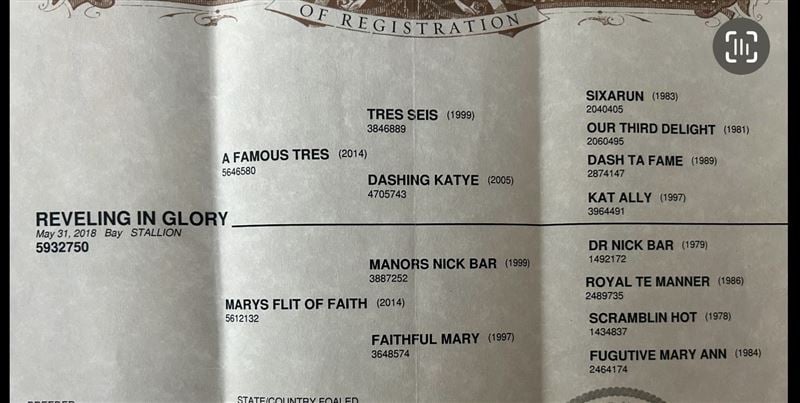 OF REGISTRATION
SIXARUN (1983)
2040405
TRES SEIS (1999)
3846889
OUR THIRD DELIGHT (1981)
2060495
A FAMOUS TRES (2014)
5646580
DASH TA FAME (1989)
2874147
DASHING KATYE (2005)
4705743
KAT ALLY (1997)
3964491
REVELING IN GLORY
May 31, 2018 Bay STALLION
5932750
DR NICK BAR (1979)
1492172
MANORS NICK BAR (1999)
3887252
ROYAL TE MANNER (1986)
2489735
MARYS FLIT OF FAITH (2014)
5612132
SCRAMBLIN HOT (1978)
1434837
FAITHFUL MARY (1997)
3648574
FUGUTIVE MARY ANN (1984)
2464174
BREEDER
STATE/COUNTRY FOALED